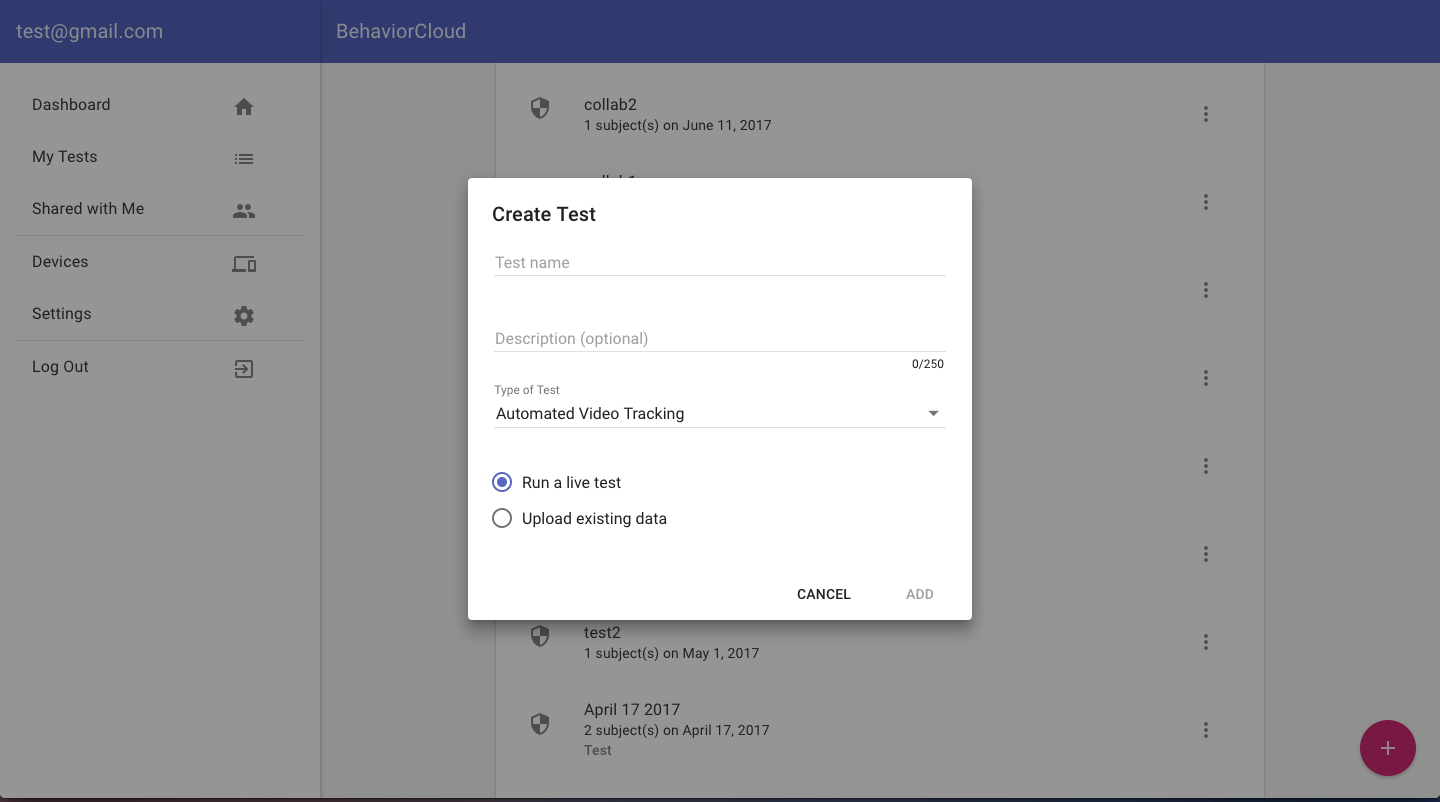 test@gmail.com
BehaviorCloud
Dashboard
My Tests
Shared with Me
Devices
Settings
Log Out
collab2
1 subject(s) on June 11, 2017
Create Test
Test name
Description (optional)
0/250
Type of Test
Automated Video Tracking
Run a live test
Upload existing data
CANCEL
ADD
test2
1 subject(s) on May 1, 2017
April 17 2017
2 subject(s) on April 17, 2017
Test